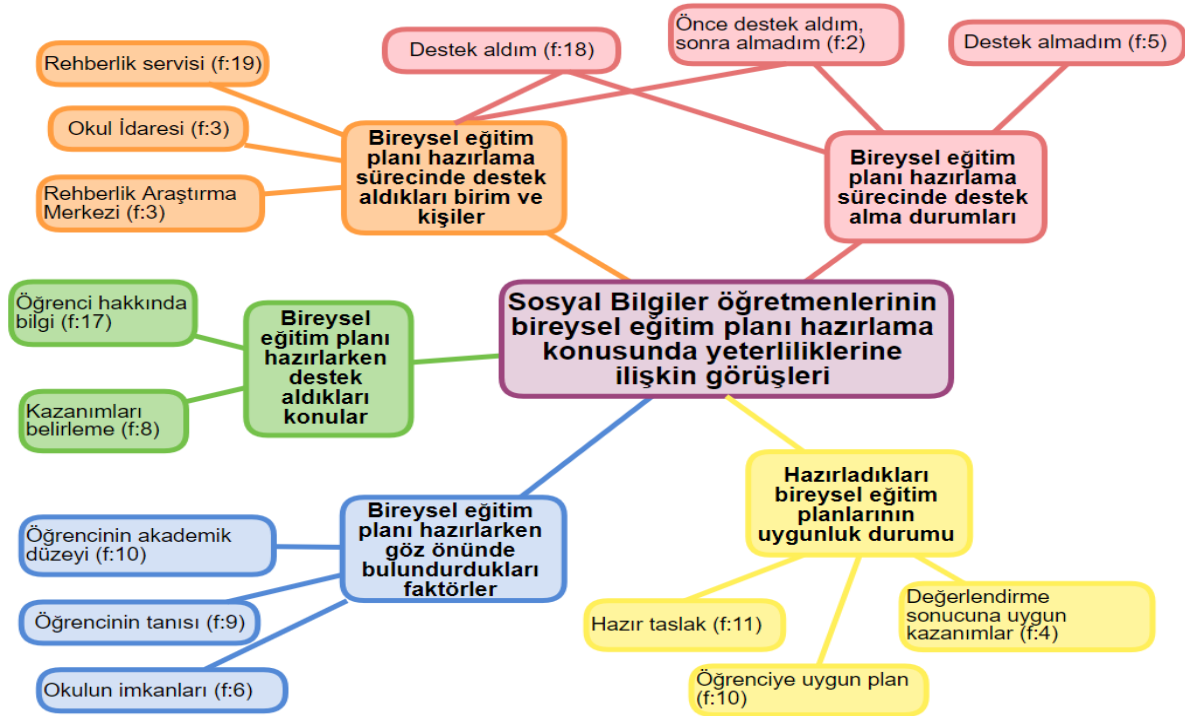 Rehberlik servisi (f:19)
Okul İdaresi (f:3)
Rehberlik Araştırma
Merkezi (f:3)
Destek aldım (f:18)
Önce destek aldım,
sonra almadım (f:2)
Destek almadım (f:5)
Bireysel eğitim
planı hazırlama
sürecinde destek
aldıkları birim ve
kişiler
Bireysel eğitim
planı hazırlama
sürecinde destek
alma durumları
Öğrenci hakkında
bilgi (f:17)
Kazanımları
belirleme (f:8)
Bireysel
eğitim planı
hazırlarken
destek
aldıkları
konular
Sosyal Bilgiler öğretmenlerinin
bireysel eğitim planı hazırlama
konusunda yeterliliklerine
ilişkin görüşleri
Öğrencinin akademik
düzeyi (f:10)
Öğrencinin tanısı (f:9)
Okulun imkanları (f:6)
Bireysel eğitim
planı hazırlarken
göz önünde
bulundurdukları
faktörler
Hazırladıkları
bireysel eğitim
planlarının
uygunluk durumu
Hazır taslak (f:11)
Öğrenciye uygun plan
(f:10)
Değerlendirme
sonucuna uygun
kazanımlar (f:4)